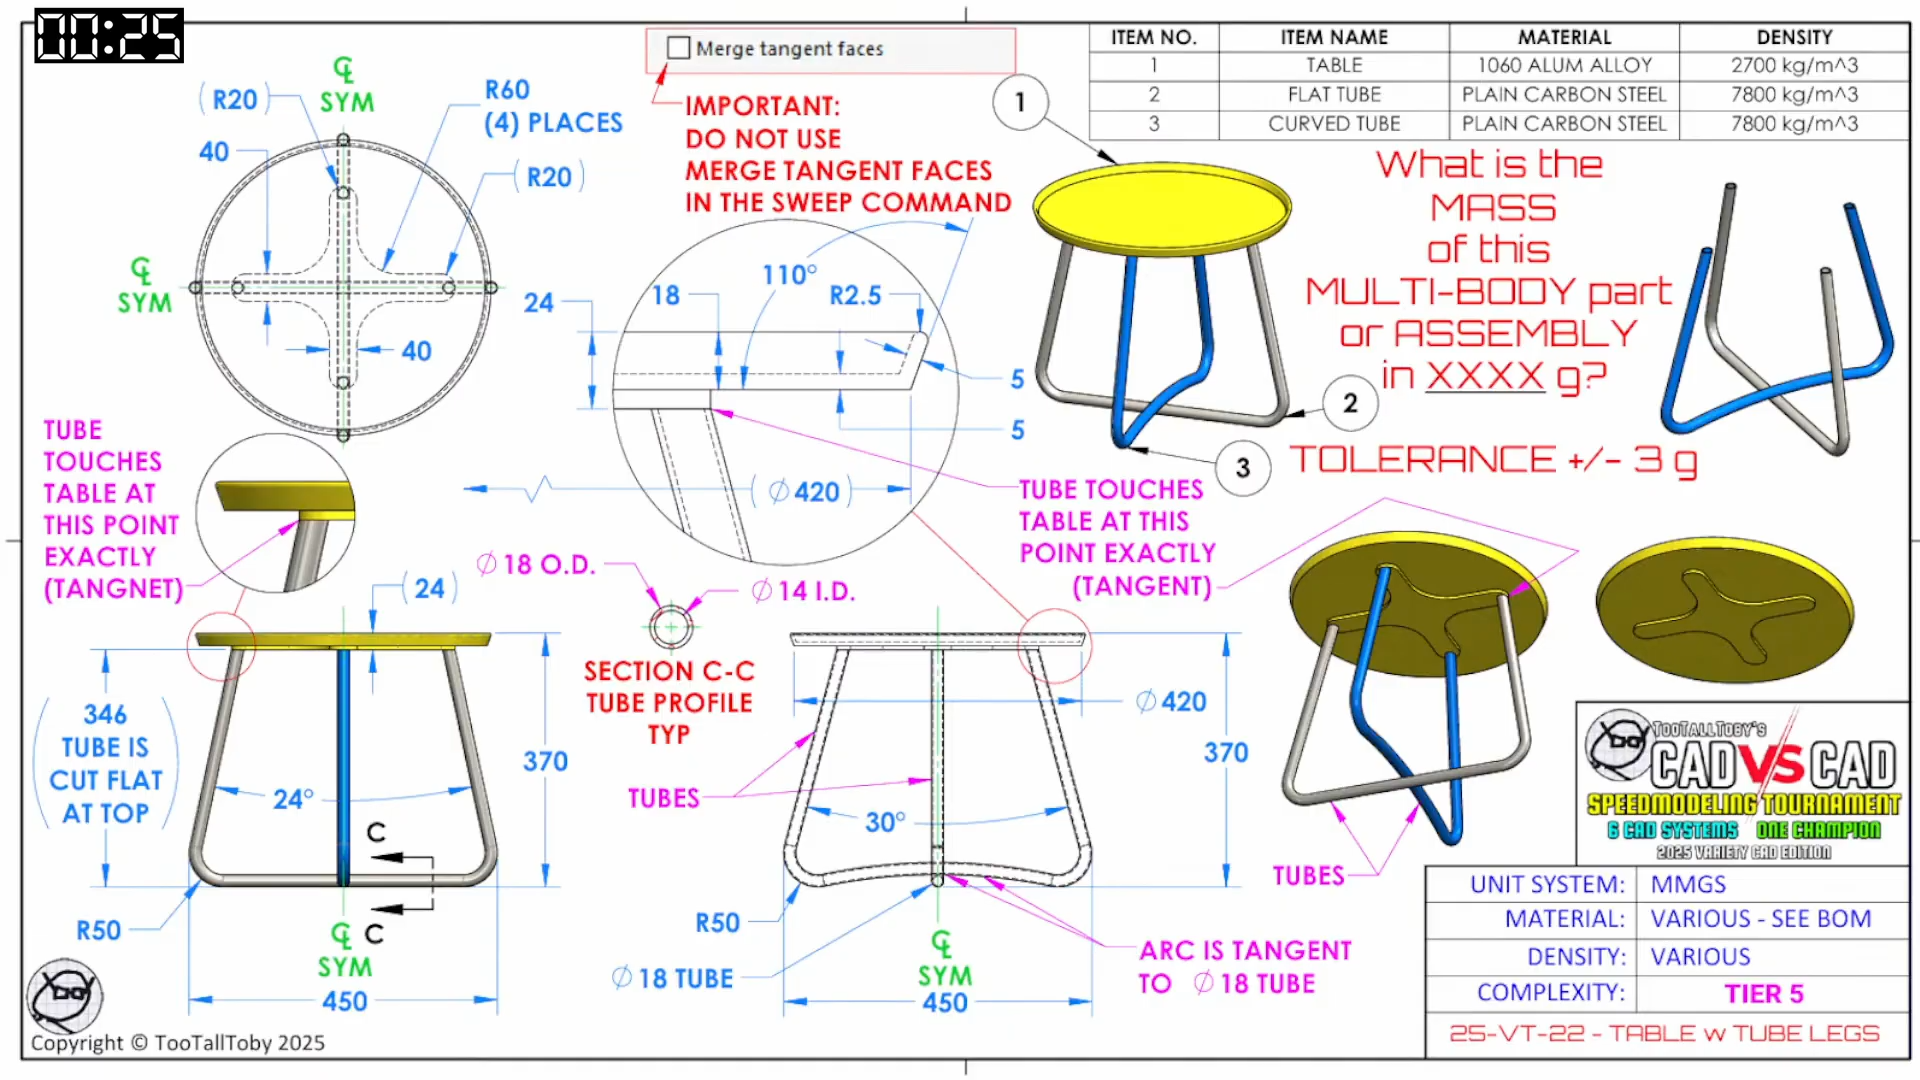 00:25
Merge tangent faces
IMPORTANT:
DO NOT USE
MERGE TANGENT FACES
IN THE SWEEP COMMAND
ITEM NO. ITEM NAME MATERIAL DENSITY
1 TABLE 1060 ALUM ALLOY 2700 kg/m^3
2 FLAT TUBE PLAIN CARBON STEEL 7800 kg/m^3
3 CURVED TUBE PLAIN CARBON STEEL 7800 kg/m^3
℄
SYM
(R20)
R60
(4) PLACES
40
(R20)
℄
SYM
40
1
What is the
MASS
of this
MULTI-BODY part
or ASSEMBLY
in XXXX g?
TOLERANCE +/- 3 g
2
3
110°
18
R2.5
24
5
5
(∅420)
TUBE
TOUCHES
TABLE AT
THIS POINT
EXACTLY
(TANGNET)
TUBE TOUCHES
TABLE AT THIS
POINT EXACTLY
(TANGENT)
∅18 O.D.
∅14 I.D.
SECTION C-C
TUBE PROFILE
TYP
(24)
(346
TUBE IS
CUT FLAT
AT TOP)
370
24°
C
C
R50
℄
SYM
450
∅420
370
TUBES
30°
R50
∅18 TUBE
℄
SYM
450
ARC IS TANGENT
TO ∅18 TUBE
TUBES
TOOTALLTOBY'S
CAD VS CAD
SPEEDMODELING TOURNAMENT
6 CAD SYSTEMS ONE CHAMPION
2025 VARIETY CAD EDITION
UNIT SYSTEM: MMGS
MATERIAL: VARIOUS - SEE BOM
DENSITY: VARIOUS
COMPLEXITY: TIER 5
25-VT-22 - TABLE w TUBE LEGS
Copyright © TooTallToby 2025